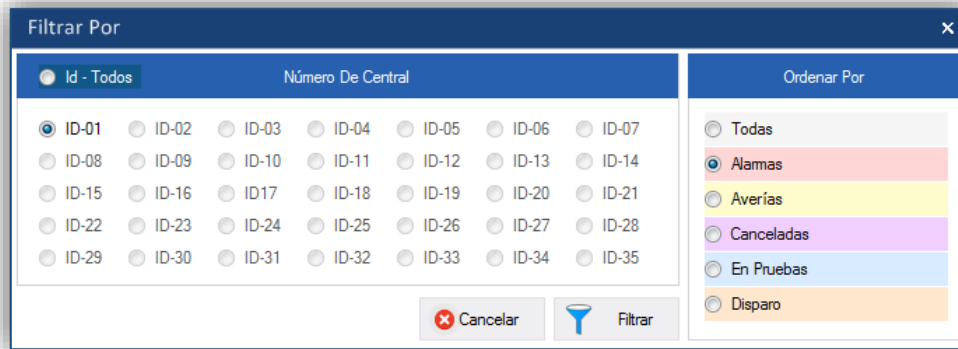 Filtrar Por
Id - Todos Número De Central
ID-01 ID-02 ID-03 ID-04 ID-05 ID-06 ID-07
ID-08 ID-09 ID-10 ID-11 ID-12 ID-13 ID-14
ID-15 ID-16 ID17 ID-18 ID-19 ID-20 ID-21
ID-22 ID-23 ID-24 ID-25 ID-26 ID-27 ID-28
ID-29 ID-30 ID-31 ID-32 ID-33 ID-34 ID-35
Cancelar Filtrar
Ordenar Por
Todas
Alarmas
Averías
Canceladas
En Pruebas
Disparo